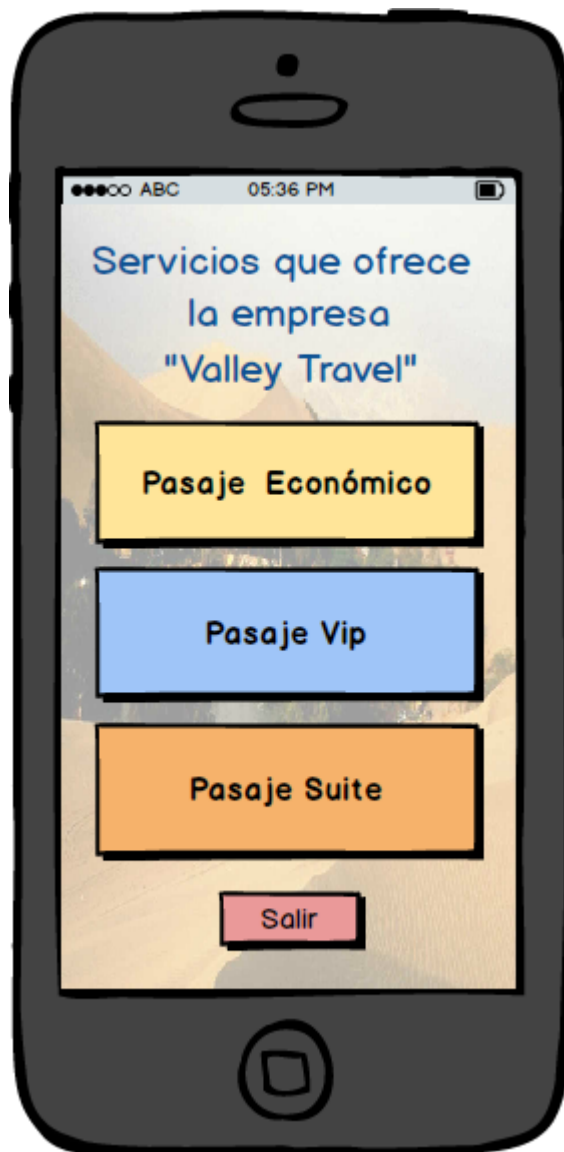 ABC 05:36 PM
Servicios que ofrece
la empresa
"Valley Travel"
Pasaje Económico
Pasaje Vip
Pasaje Suite
Salir